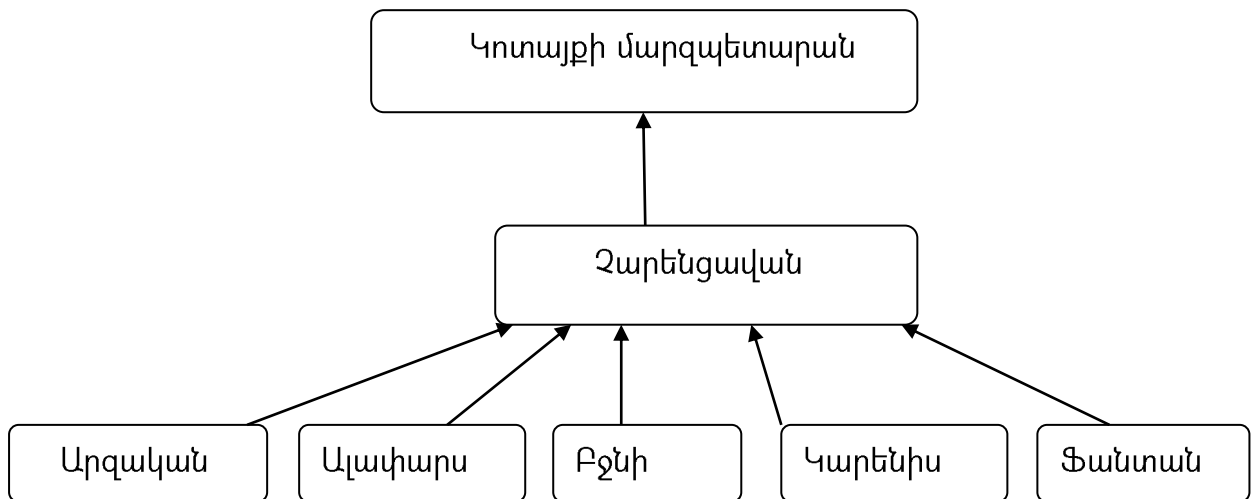 Կոտայքի մարզպետարան
Չարենցավան
Արզական
Ալափարս
Բջնի
Կարենիս
Ֆանտան